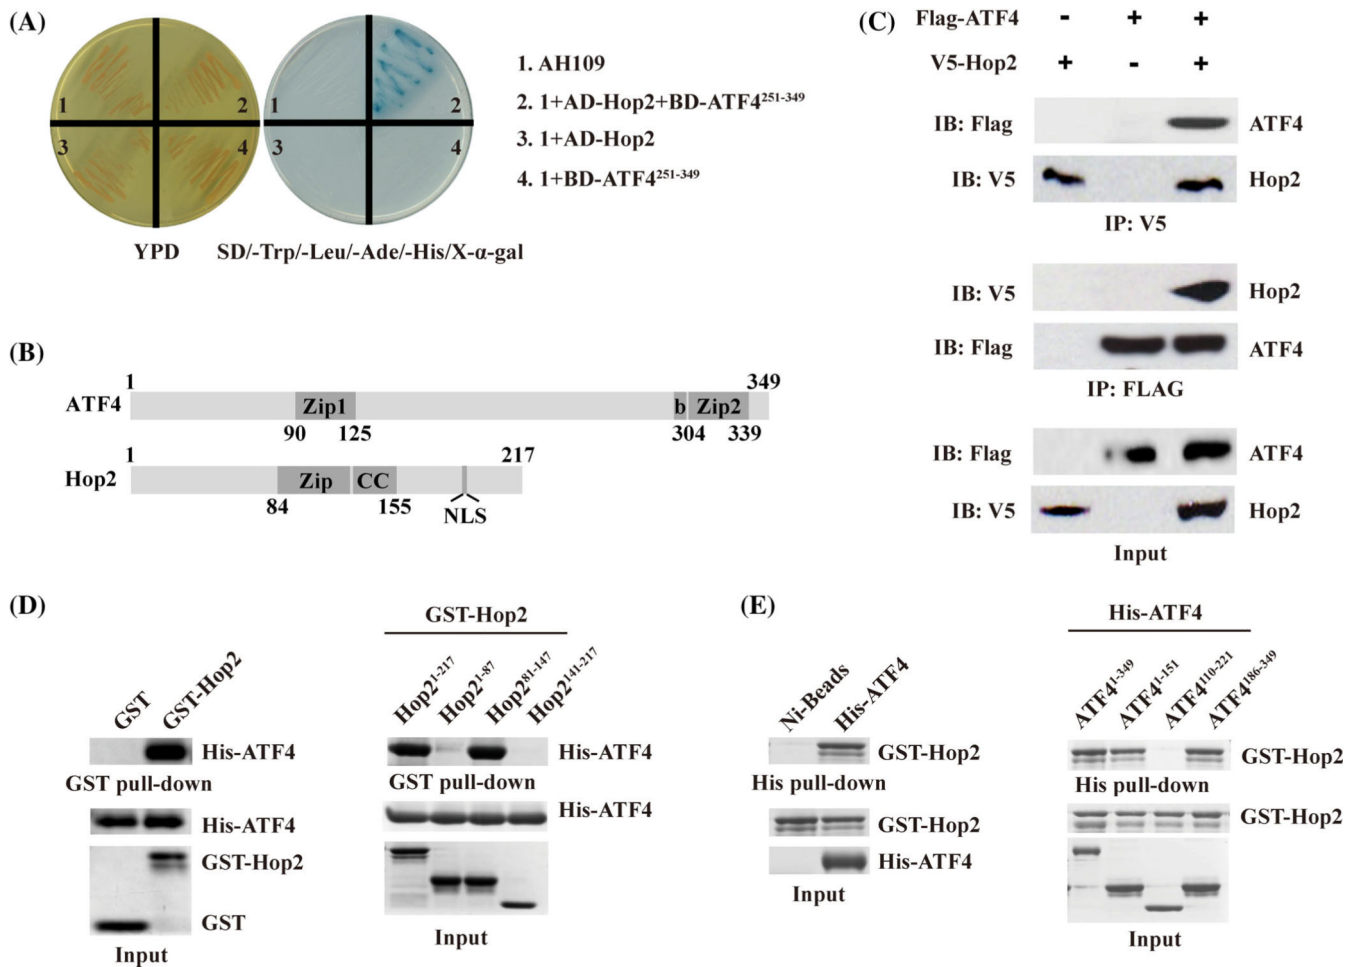 (A)
1
2
3
4
YPD
1
2
3
4
SD/-Trp/-Leu/-Ade/-His/X-α-gal
1. AH109
2. 1+AD-Hop2+BD-ATF4²⁵¹⁻³⁴⁹
3. 1+AD-Hop2
4. 1+BD-ATF4²⁵¹⁻³⁴⁹
(B)
1 349
ATF4 Zip1 b Zip2
90 125 304 339
1 217
Hop2 Zip CC
84 155 NLS
(C)
Flag-ATF4 - + +
V5-Hop2 + - +
IB: Flag ATF4
IB: V5 Hop2
IP: V5
IB: V5 Hop2
IB: Flag ATF4
IP: FLAG
IB: Flag ATF4
IB: V5 Hop2
Input
(D)
GST
GST-Hop2
His-ATF4
GST pull-down
His-ATF4
GST-Hop2
GST
Input
GST-Hop2
Hop2¹⁻²¹⁷
Hop2¹⁻⁸⁷
Hop2⁸¹⁻¹⁴⁷
Hop2¹⁴¹⁻²¹⁷
His-ATF4
GST pull-down
His-ATF4
Input
(E)
Ni-Beads
His-ATF4
GST-Hop2
His pull-down
GST-Hop2
His-ATF4
Input
His-ATF4
ATF4¹⁻³⁴⁹
ATF4¹⁻¹⁵¹
ATF4¹¹⁰⁻²²¹
ATF4¹⁸⁶⁻³⁴⁹
GST-Hop2
His pull-down
GST-Hop2
Input